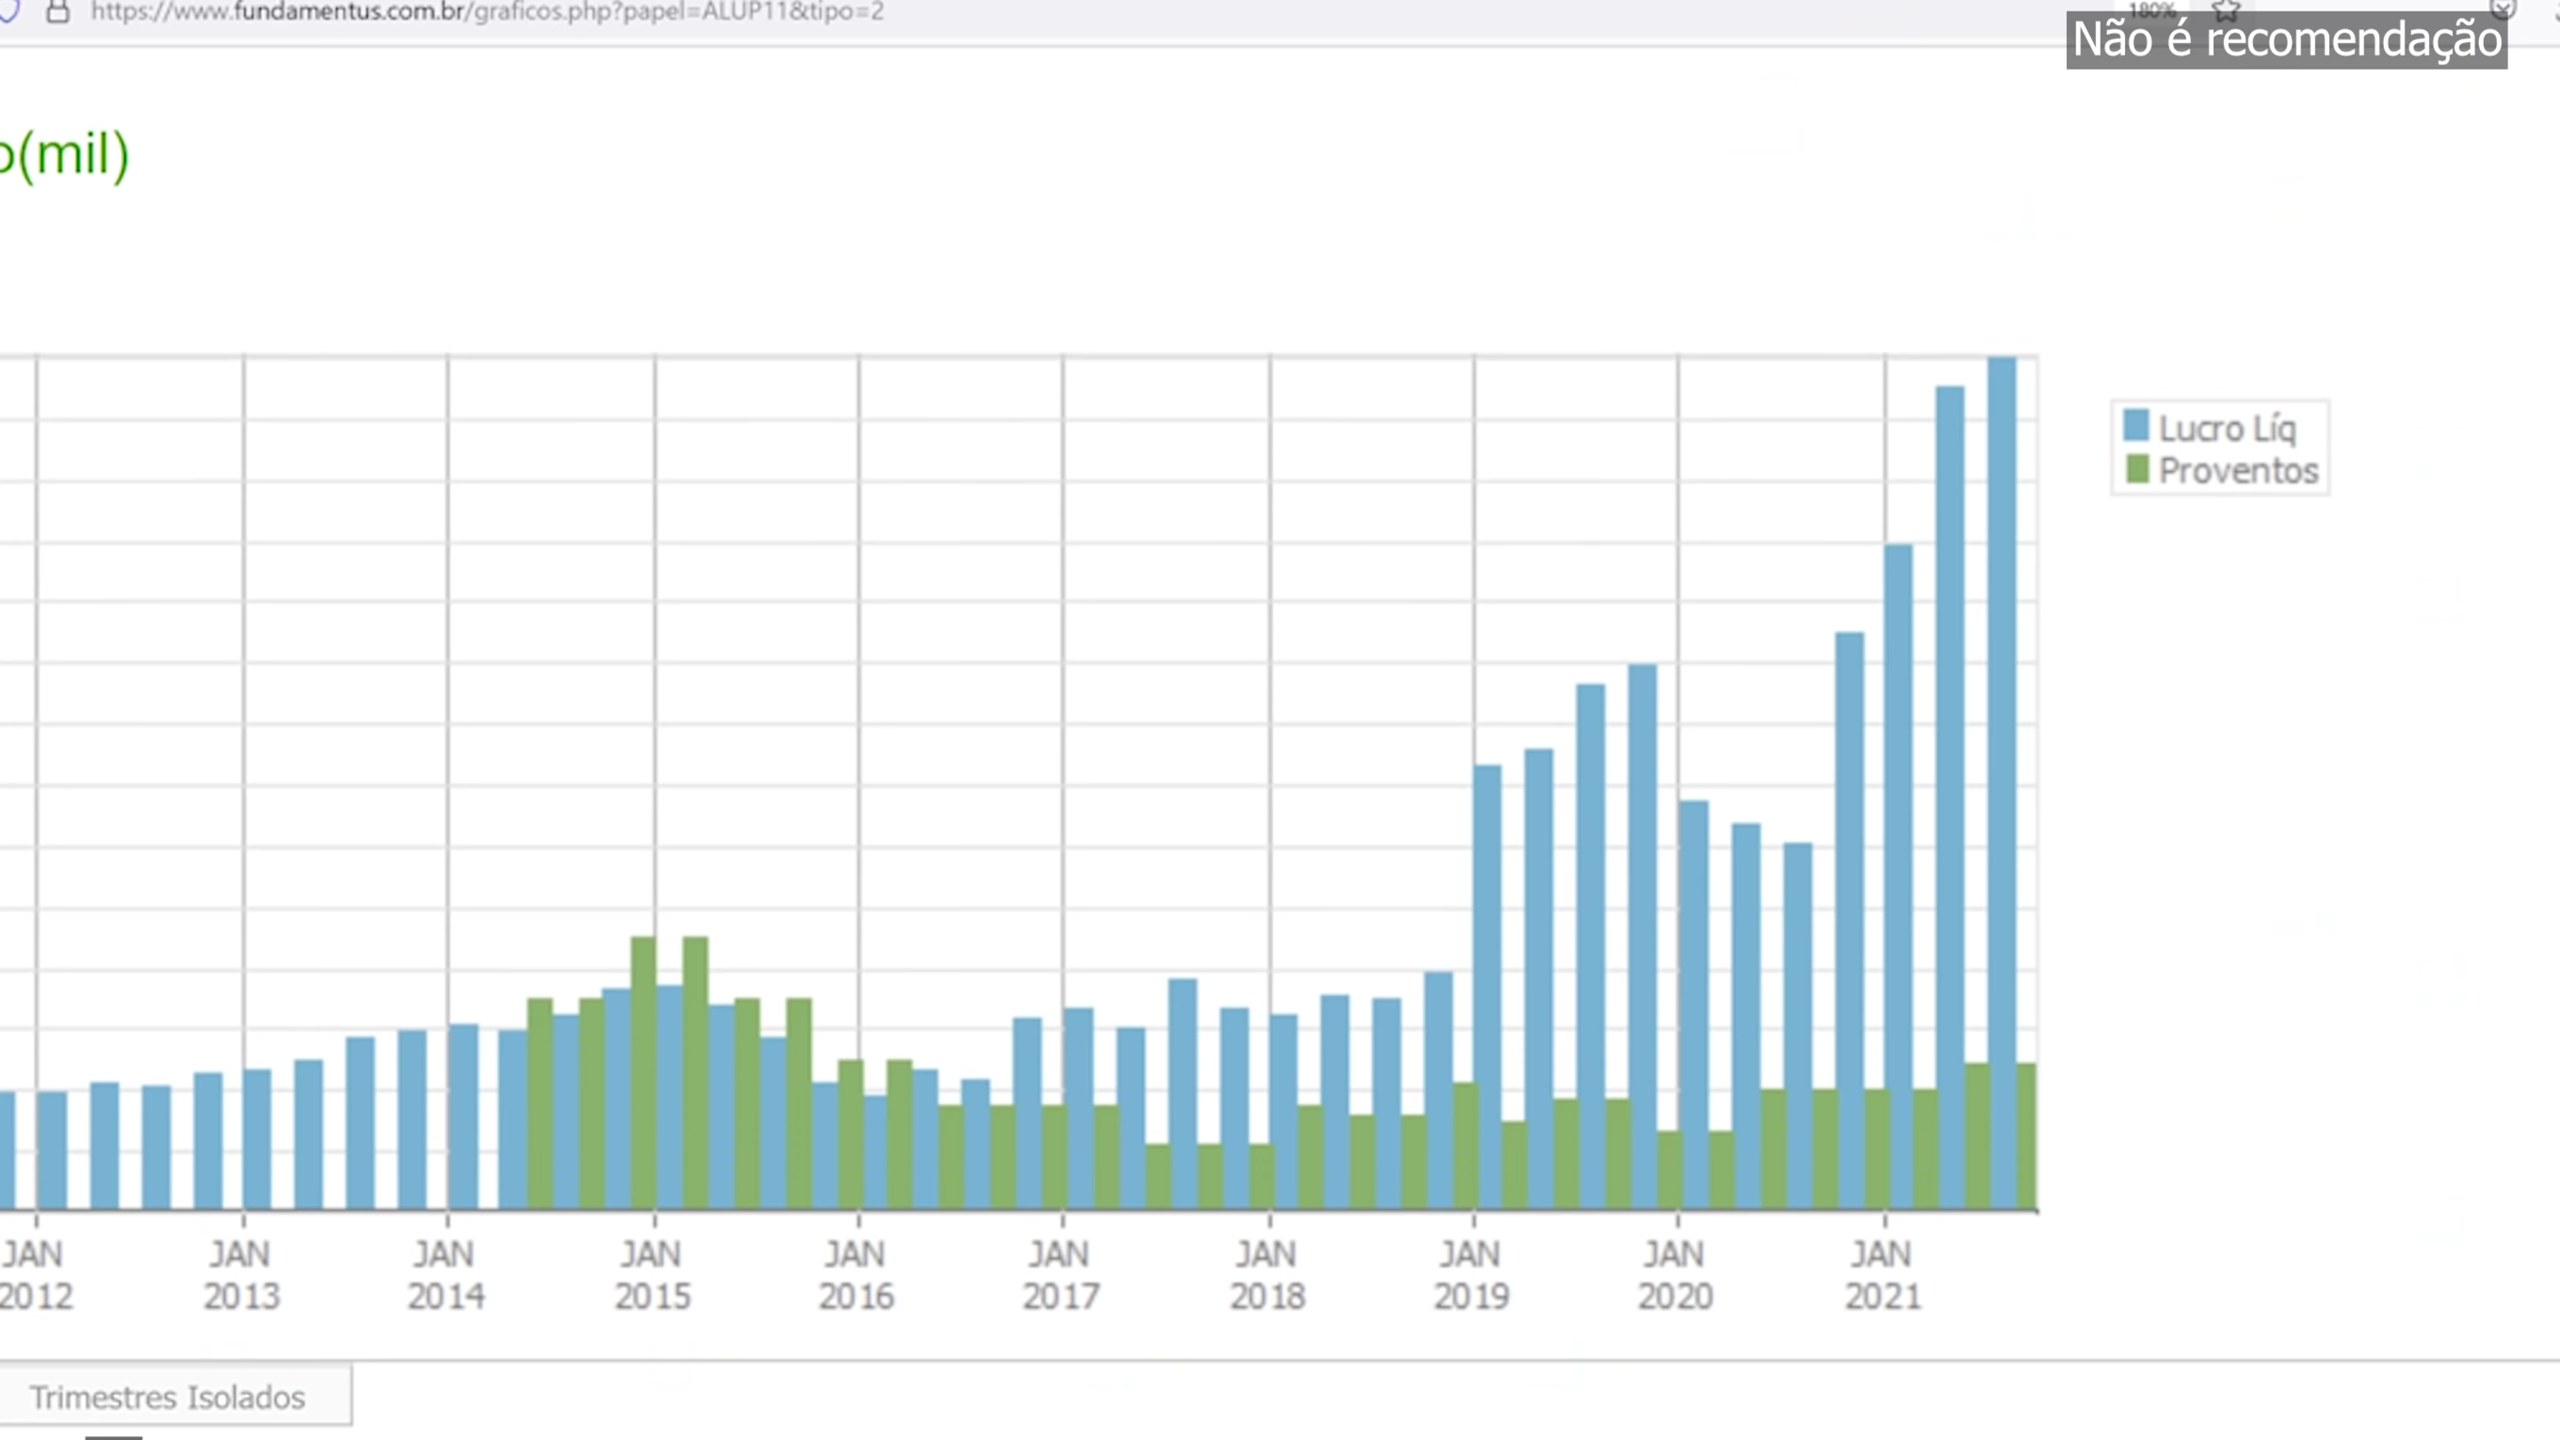 https://www.fundamentus.com.br/graficos.php?papel=ALUP11&tipo=2
180%
Não é recomendação
o(mil)
Lucro Líq
Proventos
JAN JAN JAN JAN JAN JAN JAN JAN JAN JAN
2012 2013 2014 2015 2016 2017 2018 2019 2020 2021
Trimestres Isolados